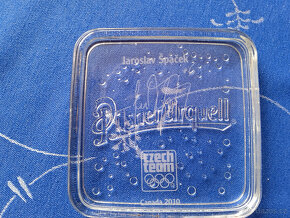 Jaroslav Špaček
Pilsner Urquell
czech
team
Canada 2010